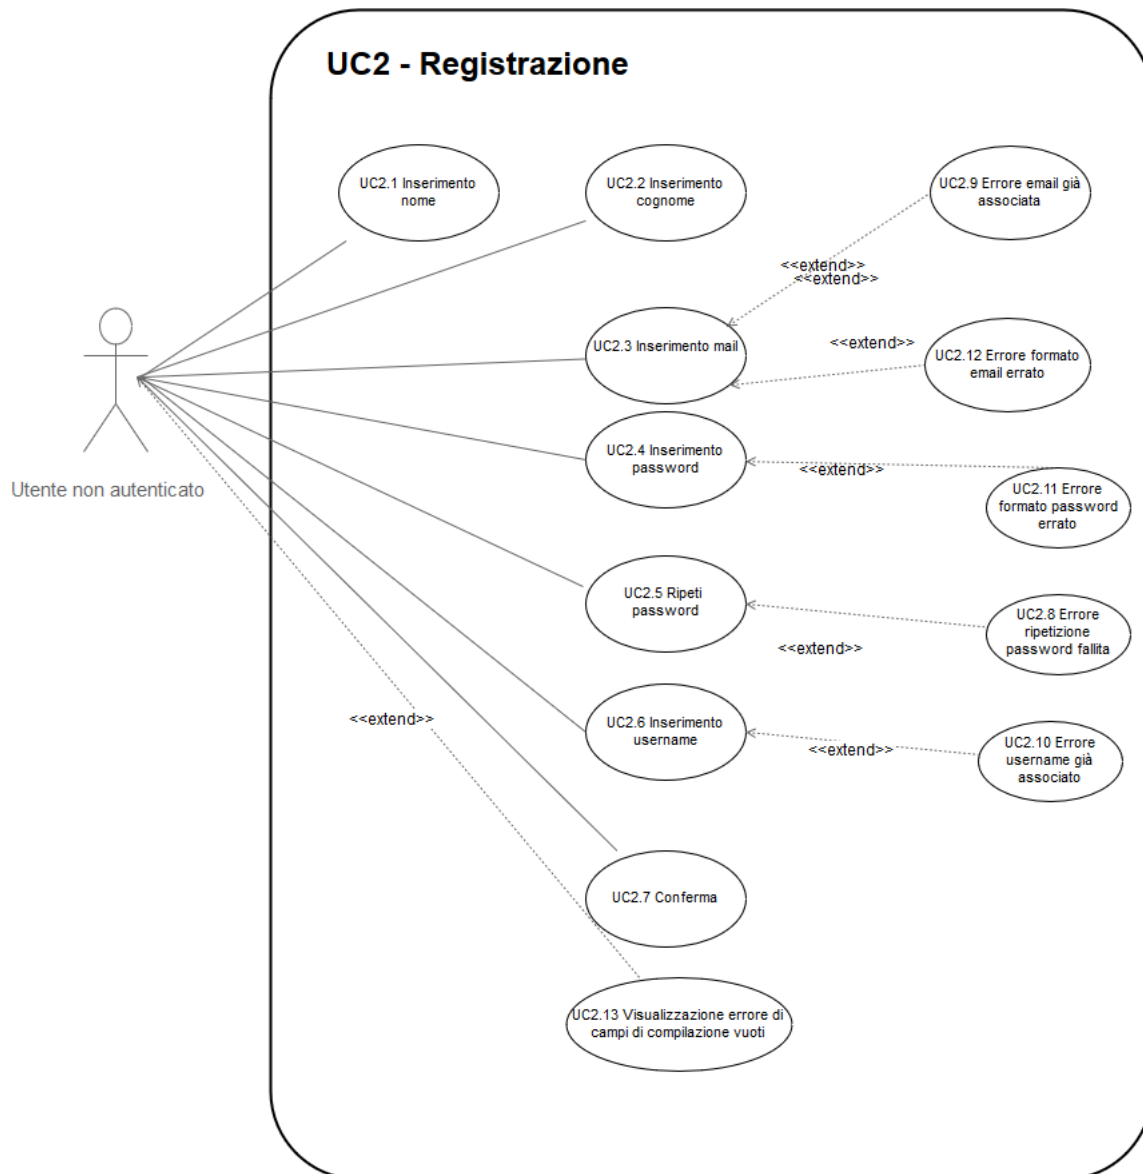 UC2 - Registrazione
UC2.1 Inserimento
nome
UC2.2 Inserimento
cognome
UC2.9 Errore email già
associata
<<extend>>
<<extend>>
UC2.3 Inserimento mail
<<extend>>
UC2.12 Errore formato
email errato
UC2.4 Inserimento
password
<<extend>>
Utente non autenticato
UC2.11 Errore
formato password
errato
UC2.5 Ripeti
password
UC2.8 Errore
ripetizione
password fallita
<<extend>>
<<extend>>
UC2.6 Inserimento
username
<<extend>>
UC2.10 Errore
username già
associato
UC2.7 Conferma
UC2.13 Visualizzazione errore di
campi di compilazione vuoti